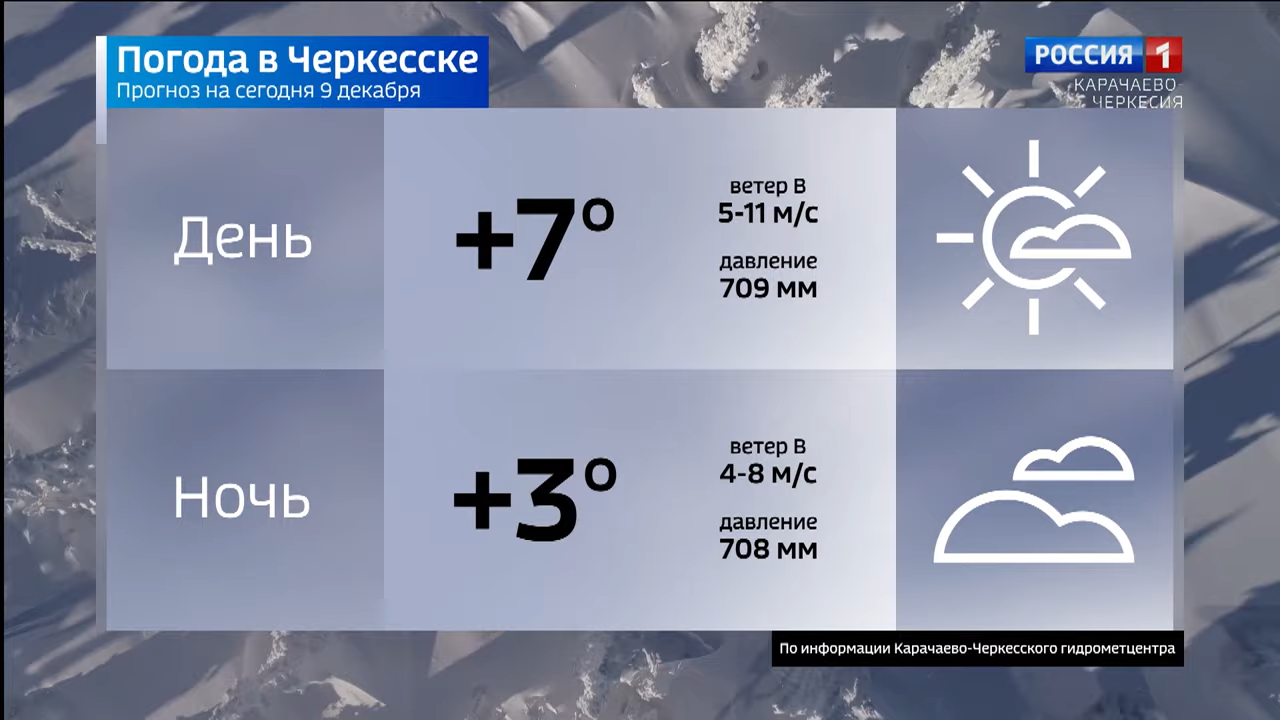 Погода в Черкесске
Прогноз на сегодня 9 декабря
РОССИЯ 1
КАРАЧАЕВО-
ЧЕРКЕСИЯ
День
+7°
ветер В
5-11 м/с
давление
709 мм
Ночь
+3°
ветер В
4-8 м/с
давление
708 мм
По информации Карачаево-Черкесского гидрометцентра